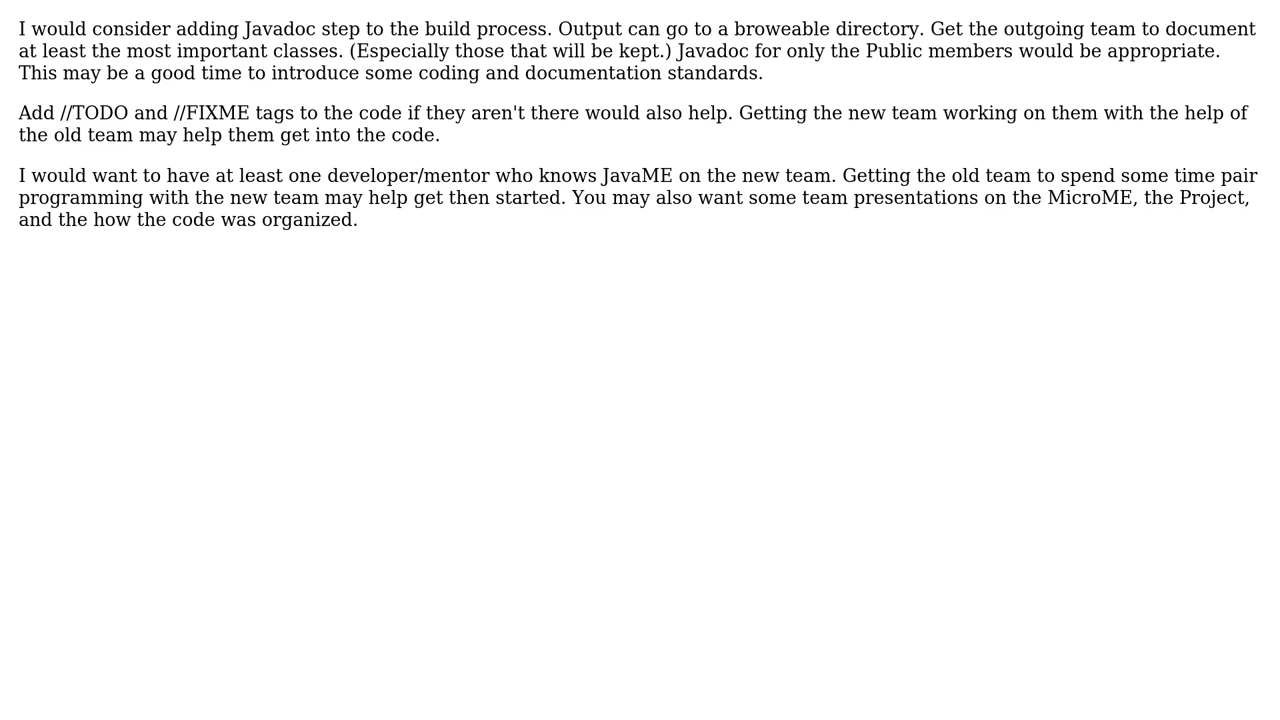 I would consider adding Javadoc step to the build process. Output can go to a broweable directory. Get the outgoing team to document
at least the most important classes. (Especially those that will be kept.) Javadoc for only the Public members would be appropriate.
This may be a good time to introduce some coding and documentation standards.
Add //TODO and //FIXME tags to the code if they aren't there would also help. Getting the new team working on them with the help of
the old team may help them get into the code.
I would want to have at least one developer/mentor who knows JavaME on the new team. Getting the old team to spend some time pair
programming with the new team may help get then started. You may also want some team presentations on the MicroME, the Project,
and the how the code was organized.